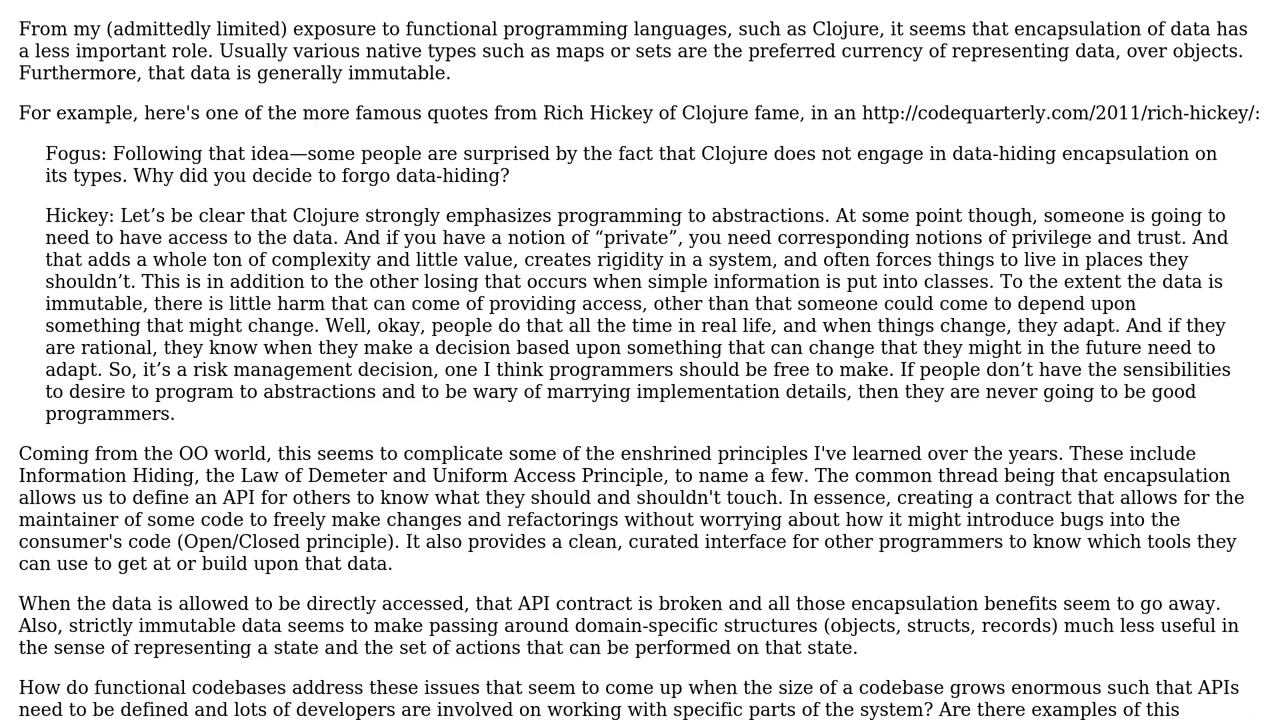 From my (admittedly limited) exposure to functional programming languages, such as Clojure, it seems that encapsulation of data has
a less important role. Usually various native types such as maps or sets are the preferred currency of representing data, over objects.
Furthermore, that data is generally immutable.
For example, here's one of the more famous quotes from Rich Hickey of Clojure fame, in an http://codequarterly.com/2011/rich-hickey/:
Fogus: Following that idea—some people are surprised by the fact that Clojure does not engage in data-hiding encapsulation on
its types. Why did you decide to forgo data-hiding?
Hickey: Let’s be clear that Clojure strongly emphasizes programming to abstractions. At some point though, someone is going to
need to have access to the data. And if you have a notion of “private”, you need corresponding notions of privilege and trust. And
that adds a whole ton of complexity and little value, creates rigidity in a system, and often forces things to live in places they
shouldn’t. This is in addition to the other losing that occurs when simple information is put into classes. To the extent the data is
immutable, there is little harm that can come of providing access, other than that someone could come to depend upon
something that might change. Well, okay, people do that all the time in real life, and when things change, they adapt. And if they
are rational, they know when they make a decision based upon something that can change that they might in the future need to
adapt. So, it’s a risk management decision, one I think programmers should be free to make. If people don’t have the sensibilities
to desire to program to abstractions and to be wary of marrying implementation details, then they are never going to be good
programmers.
Coming from the OO world, this seems to complicate some of the enshrined principles I've learned over the years. These include
Information Hiding, the Law of Demeter and Uniform Access Principle, to name a few. The common thread being that encapsulation
allows us to define an API for others to know what they should and shouldn't touch. In essence, creating a contract that allows for the
maintainer of some code to freely make changes and refactorings without worrying about how it might introduce bugs into the
consumer's code (Open/Closed principle). It also provides a clean, curated interface for other programmers to know which tools they
can use to get at or build upon that data.
When the data is allowed to be directly accessed, that API contract is broken and all those encapsulation benefits seem to go away.
Also, strictly immutable data seems to make passing around domain-specific structures (objects, structs, records) much less useful in
the sense of representing a state and the set of actions that can be performed on that state.
How do functional codebases address these issues that seem to come up when the size of a codebase grows enormous such that APIs
need to be defined and lots of developers are involved on working with specific parts of the system? Are there examples of this